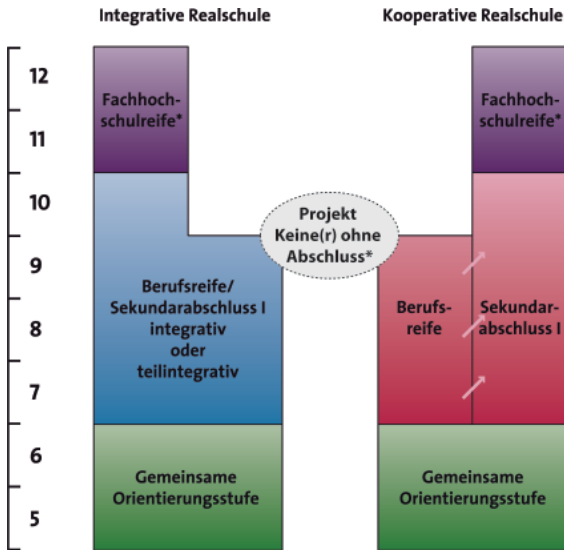 Integrative Realschule
Kooperative Realschule
12
11
10
9
8
7
6
5
Fachhoch-
schulreife*
Berufsreife/
Sekundarabschluss I
integrativ
oder
teilintegrativ
Gemeinsame
Orientierungsstufe
Projekt
Keine(r) ohne
Abschluss*
Fachhoch-
schulreife*
Berufs-
reife
Sekundar-
abschluss I
Gemeinsame
Orientierungsstufe